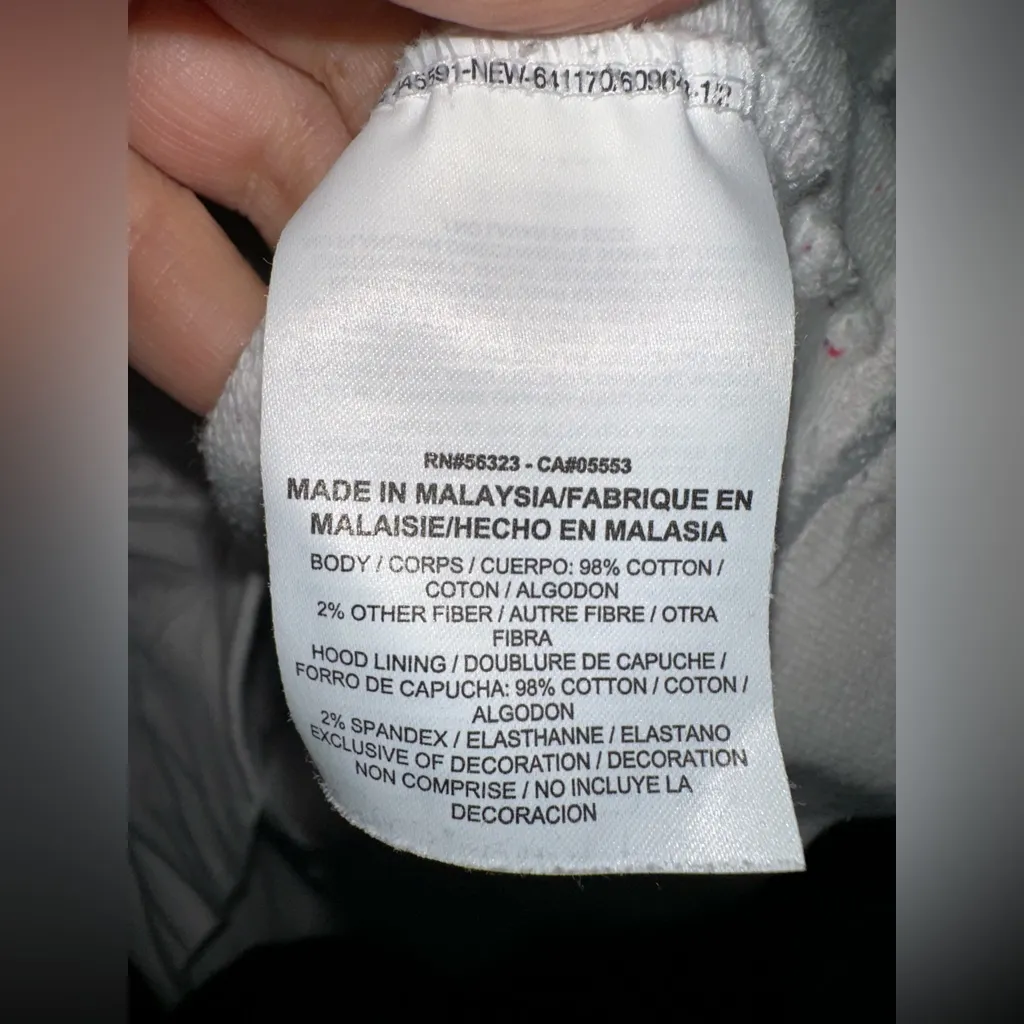 RN#56323 - CA#05553
MADE IN MALAYSIA/FABRIQUE EN
MALAISIE/HECHO EN MALASIA
BODY / CORPS / CUERPO: 98% COTTON /
COTON / ALGODON
2% OTHER FIBER / AUTRE FIBRE / OTRA
FIBRA
HOOD LINING / DOUBLURE DE CAPUCHE /
FORRO DE CAPUCHA: 98% COTTON / COTON /
ALGODON
2% SPANDEX / ELASTHANNE / ELASTANO
EXCLUSIVE OF DECORATION / DECORATION
NON COMPRISE / NO INCLUYE LA
DECORACION